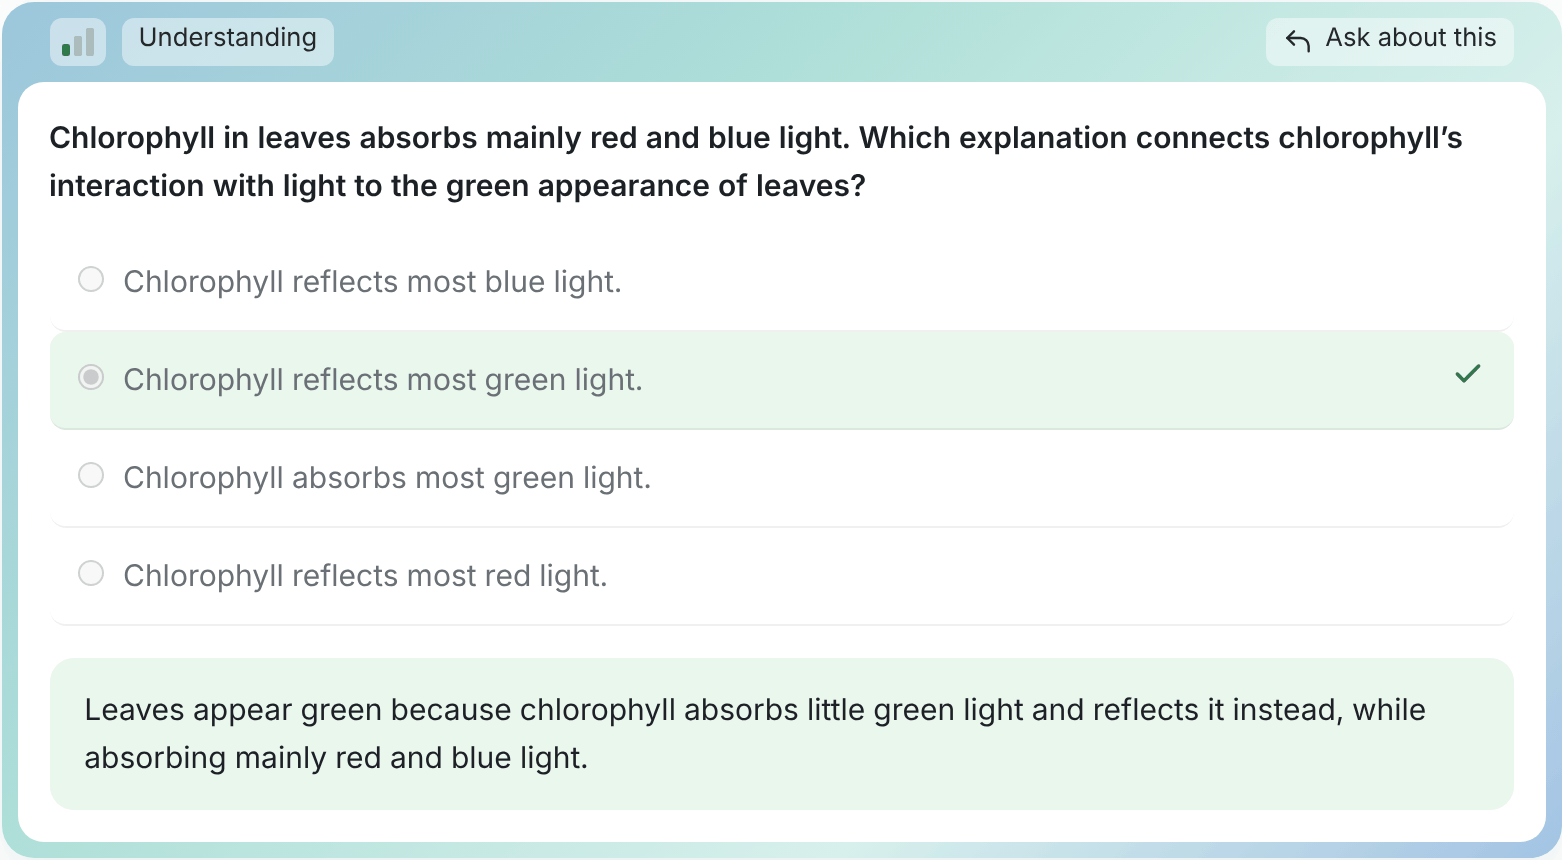 Understanding
Ask about this
Chlorophyll in leaves absorbs mainly red and blue light. Which explanation connects chlorophyll’s
interaction with light to the green appearance of leaves?
Chlorophyll reflects most blue light.
Chlorophyll reflects most green light.
Chlorophyll absorbs most green light.
Chlorophyll reflects most red light.
Leaves appear green because chlorophyll absorbs little green light and reflects it instead, while
absorbing mainly red and blue light.